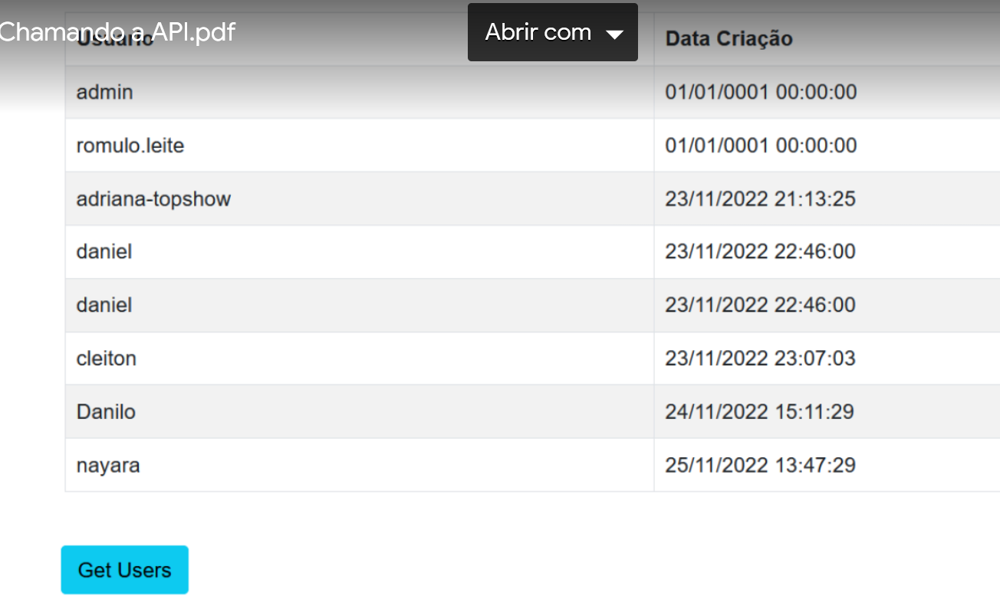 Chamando a API.pdf
Abrir com
Usuário Data Criação
admin 01/01/0001 00:00:00
romulo.leite 01/01/0001 00:00:00
adriana-topshow 23/11/2022 21:13:25
daniel 23/11/2022 22:46:00
daniel 23/11/2022 22:46:00
cleiton 23/11/2022 23:07:03
Danilo 24/11/2022 15:11:29
nayara 25/11/2022 13:47:29
Get Users